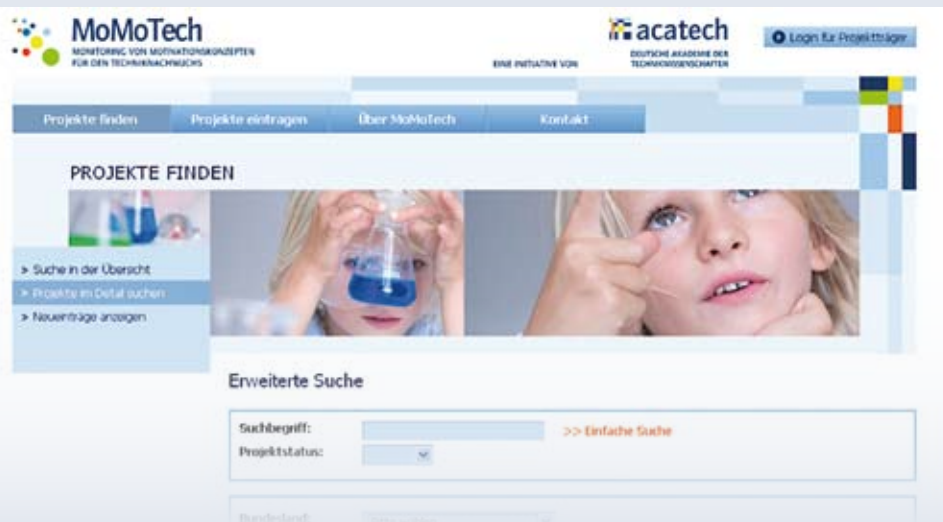 MoMoTech
MONITORING VON MOTIVATIONSKONZEPTEN
FÜR DEN TECHNIKNACHWUCHS
EINE INITIATIVE VON
acatech
DEUTSCHE AKADEMIE DER
TECHNIKWISSENSCHAFTEN
Login für Projektträger
Projekte finden
Projekte eintragen
Über MoMoTech
Kontakt
PROJEKTE FINDEN
> Suche in der Übersicht
> Projekte im Detail suchen
> Neueinträge anzeigen
Erweiterte Suche
Suchbegriff:
>> Einfache Suche
Projektstatus:
Bundesland: